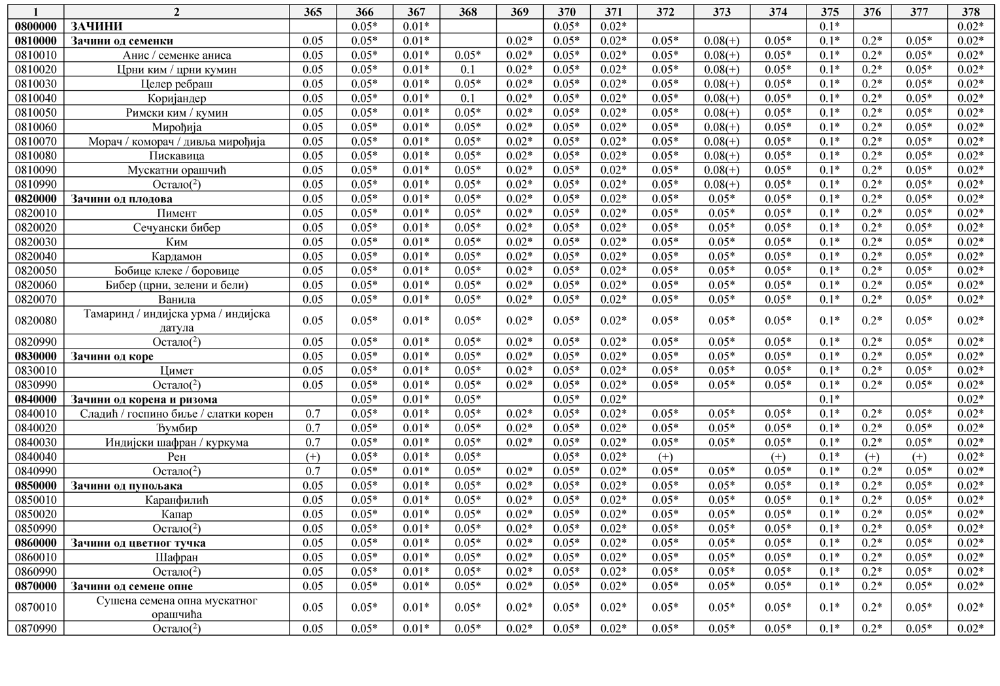 1 2 365 366 367 368 369 370 371 372 373 374 375 376 377 378
0800000 ЗАЧИНИ 0.05* 0.01* 0.05* 0.02* 0.1* 0.02*
0810000 Зачини од семенки 0.05 0.05* 0.01* 0.02* 0.05* 0.02* 0.05* 0.08(+) 0.05* 0.1* 0.2* 0.05* 0.02*
0810010 Анис / семенке аниса 0.05 0.05* 0.01* 0.05* 0.02* 0.05* 0.02* 0.05* 0.08(+) 0.05* 0.1* 0.2* 0.05* 0.02*
0810020 Црни ким / црни кумин 0.05 0.05* 0.01* 0.1 0.02* 0.05* 0.02* 0.05* 0.08(+) 0.05* 0.1* 0.2* 0.05* 0.02*
0810030 Целер ребраш 0.05 0.05* 0.01* 0.05* 0.02* 0.05* 0.02* 0.05* 0.08(+) 0.05* 0.1* 0.2* 0.05* 0.02*
0810040 Коријандер 0.05 0.05* 0.01* 0.1 0.02* 0.05* 0.02* 0.05* 0.08(+) 0.05* 0.1* 0.2* 0.05* 0.02*
0810050 Римски ким / кумин 0.05 0.05* 0.01* 0.05* 0.02* 0.05* 0.02* 0.05* 0.08(+) 0.05* 0.1* 0.2* 0.05* 0.02*
0810060 Мирођија 0.05 0.05* 0.01* 0.05* 0.02* 0.05* 0.02* 0.05* 0.08(+) 0.05* 0.1* 0.2* 0.05* 0.02*
0810070 Морач / коморач / дивља мирођија 0.05 0.05* 0.01* 0.05* 0.02* 0.05* 0.02* 0.05* 0.08(+) 0.05* 0.1* 0.2* 0.05* 0.02*
0810080 Пискавица 0.05 0.05* 0.01* 0.05* 0.02* 0.05* 0.02* 0.05* 0.08(+) 0.05* 0.1* 0.2* 0.05* 0.02*
0810090 Мускатни орашчић 0.05 0.05* 0.01* 0.05* 0.02* 0.05* 0.02* 0.05* 0.08(+) 0.05* 0.1* 0.2* 0.05* 0.02*
0810990 Остало(2) 0.05 0.05* 0.01* 0.05* 0.02* 0.05* 0.02* 0.05* 0.08(+) 0.05* 0.1* 0.2* 0.05* 0.02*
0820000 Зачини од плодова 0.05 0.05* 0.01* 0.05* 0.02* 0.05* 0.02* 0.05* 0.05* 0.05* 0.1* 0.2* 0.05* 0.02*
0820010 Пимент 0.05 0.05* 0.01* 0.05* 0.02* 0.05* 0.02* 0.05* 0.05* 0.05* 0.1* 0.2* 0.05* 0.02*
0820020 Сечуански бибер 0.05 0.05* 0.01* 0.05* 0.02* 0.05* 0.02* 0.05* 0.05* 0.05* 0.1* 0.2* 0.05* 0.02*
0820030 Ким 0.05 0.05* 0.01* 0.05* 0.02* 0.05* 0.02* 0.05* 0.05* 0.05* 0.1* 0.2* 0.05* 0.02*
0820040 Кардамон 0.05 0.05* 0.01* 0.05* 0.02* 0.05* 0.02* 0.05* 0.05* 0.05* 0.1* 0.2* 0.05* 0.02*
0820050 Бобице клеке / боровице 0.05 0.05* 0.01* 0.05* 0.02* 0.05* 0.02* 0.05* 0.05* 0.05* 0.1* 0.2* 0.05* 0.02*
0820060 Бибер (црни, зелени и бели) 0.05 0.05* 0.01* 0.05* 0.02* 0.05* 0.02* 0.05* 0.05* 0.05* 0.1* 0.2* 0.05* 0.02*
0820070 Ванила 0.05 0.05* 0.01* 0.05* 0.02* 0.05* 0.02* 0.05* 0.05* 0.05* 0.1* 0.2* 0.05* 0.02*
Тамаринд / индијска урма / индијска
0820080 датула 0.05 0.05* 0.01* 0.05* 0.02* 0.05* 0.02* 0.05* 0.05* 0.05* 0.1* 0.2* 0.05* 0.02*
0820990 Остало(2) 0.05 0.05* 0.01* 0.05* 0.02* 0.05* 0.02* 0.05* 0.05* 0.05* 0.1* 0.2* 0.05* 0.02*
0830000 Зачини од коре 0.05 0.05* 0.01* 0.05* 0.02* 0.05* 0.02* 0.05* 0.05* 0.05* 0.1* 0.2* 0.05* 0.02*
0830010 Цимет 0.05 0.05* 0.01* 0.05* 0.02* 0.05* 0.02* 0.05* 0.05* 0.05* 0.1* 0.2* 0.05* 0.02*
0830990 Остало(2) 0.05 0.05* 0.01* 0.05* 0.02* 0.05* 0.02* 0.05* 0.05* 0.05* 0.1* 0.2* 0.05* 0.02*
0840000 Зачини од корена и ризома 0.05* 0.01* 0.05* 0.05* 0.02* 0.1* 0.02*
0840010 Сладић / госпино биље / слатки корен 0.7 0.05* 0.01* 0.05* 0.02* 0.05* 0.02* 0.05* 0.05* 0.05* 0.1* 0.2* 0.05* 0.02*
0840020 Ђумбир 0.7 0.05* 0.01* 0.05* 0.02* 0.05* 0.02* 0.05* 0.05* 0.05* 0.1* 0.2* 0.05* 0.02*
0840030 Индијски шафран / куркума 0.7 0.05* 0.01* 0.05* 0.02* 0.05* 0.02* 0.05* 0.05* 0.05* 0.1* 0.2* 0.05* 0.02*
0840040 Рен (+) 0.05* 0.01* 0.05* 0.05* 0.02* (+) (+) 0.1* (+) (+) 0.02*
0840990 Остало(2) 0.7 0.05* 0.01* 0.05* 0.02* 0.05* 0.02* 0.05* 0.05* 0.05* 0.1* 0.2* 0.05* 0.02*
0850000 Зачини од пупољака 0.05 0.05* 0.01* 0.05* 0.02* 0.05* 0.02* 0.05* 0.05* 0.05* 0.1* 0.2* 0.05* 0.02*
0850010 Каранфилић 0.05 0.05* 0.01* 0.05* 0.02* 0.05* 0.02* 0.05* 0.05* 0.05* 0.1* 0.2* 0.05* 0.02*
0850020 Капар 0.05 0.05* 0.01* 0.05* 0.02* 0.05* 0.02* 0.05* 0.05* 0.05* 0.1* 0.2* 0.05* 0.02*
0850990 Остало(2) 0.05 0.05* 0.01* 0.05* 0.02* 0.05* 0.02* 0.05* 0.05* 0.05* 0.1* 0.2* 0.05* 0.02*
0860000 Зачини од цветног тучка 0.05 0.05* 0.01* 0.05* 0.02* 0.05* 0.02* 0.05* 0.05* 0.05* 0.1* 0.2* 0.05* 0.02*
0860010 Шафран 0.05 0.05* 0.01* 0.05* 0.02* 0.05* 0.02* 0.05* 0.05* 0.05* 0.1* 0.2* 0.05* 0.02*
0860990 Остало(2) 0.05 0.05* 0.01* 0.05* 0.02* 0.05* 0.02* 0.05* 0.05* 0.05* 0.1* 0.2* 0.05* 0.02*
0870000 Зачини од семене опне 0.05 0.05* 0.01* 0.05* 0.02* 0.05* 0.02* 0.05* 0.05* 0.05* 0.1* 0.2* 0.05* 0.02*
Сушена семена опна мускатног
0870010 орашчића 0.05 0.05* 0.01* 0.05* 0.02* 0.05* 0.02* 0.05* 0.05* 0.05* 0.1* 0.2* 0.05* 0.02*
0870990 Остало(2) 0.05 0.05* 0.01* 0.05* 0.02* 0.05* 0.02* 0.05* 0.05* 0.05* 0.1* 0.2* 0.05* 0.02*